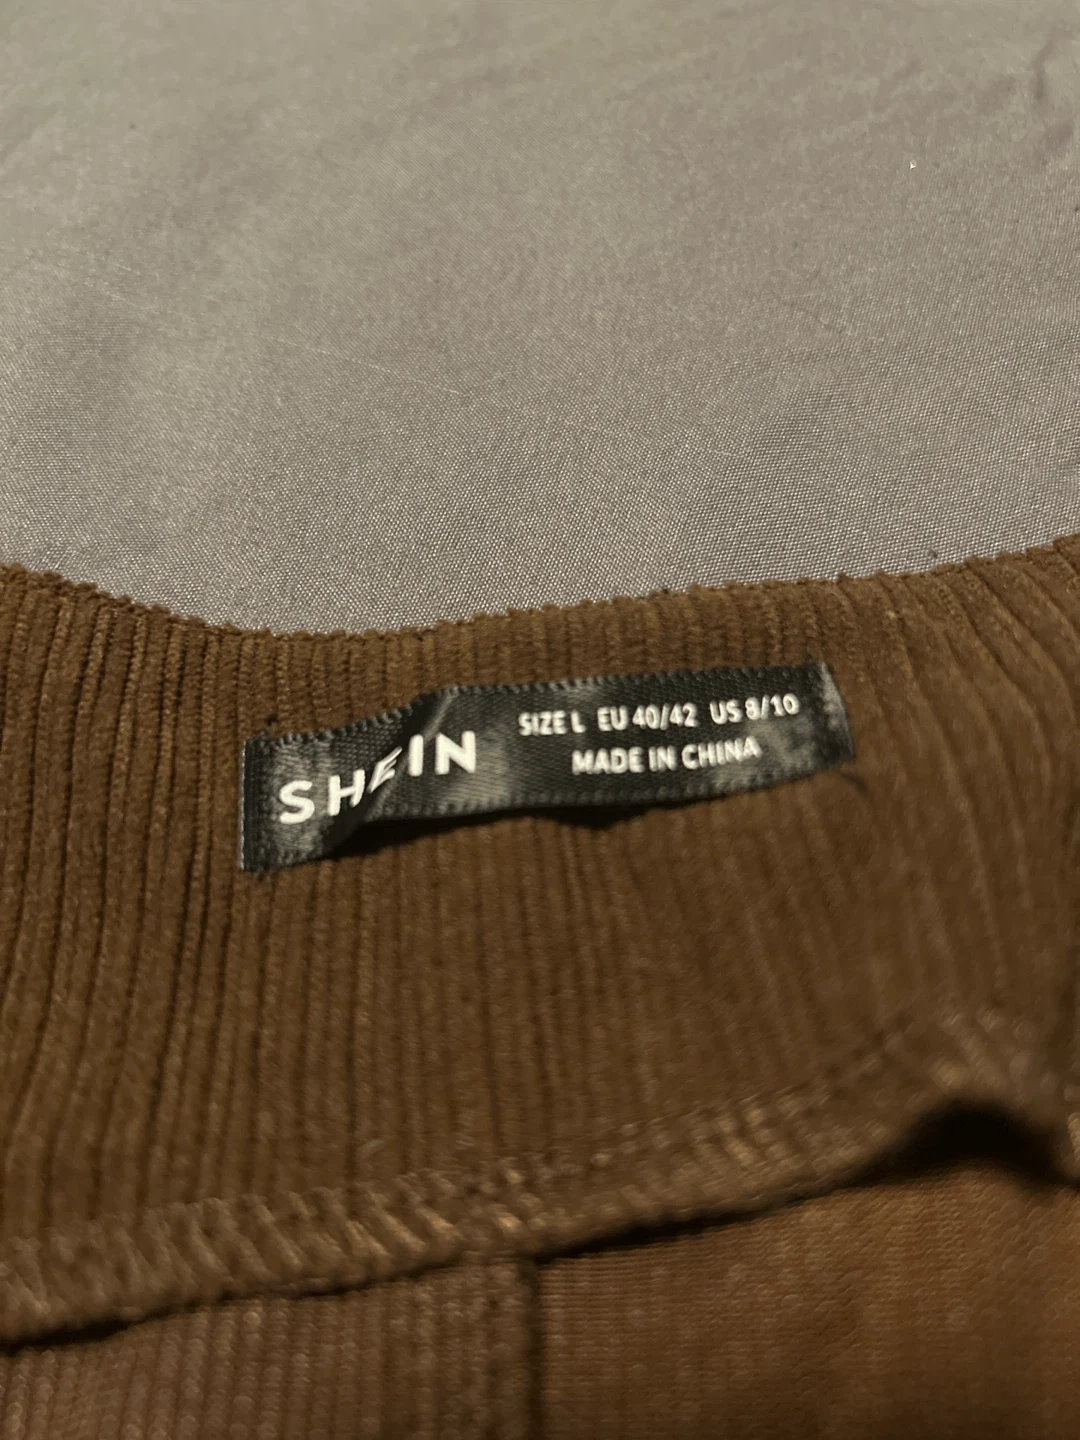 SHEIN
SIZE L EU 40/42 US 8/10
MADE IN CHINA